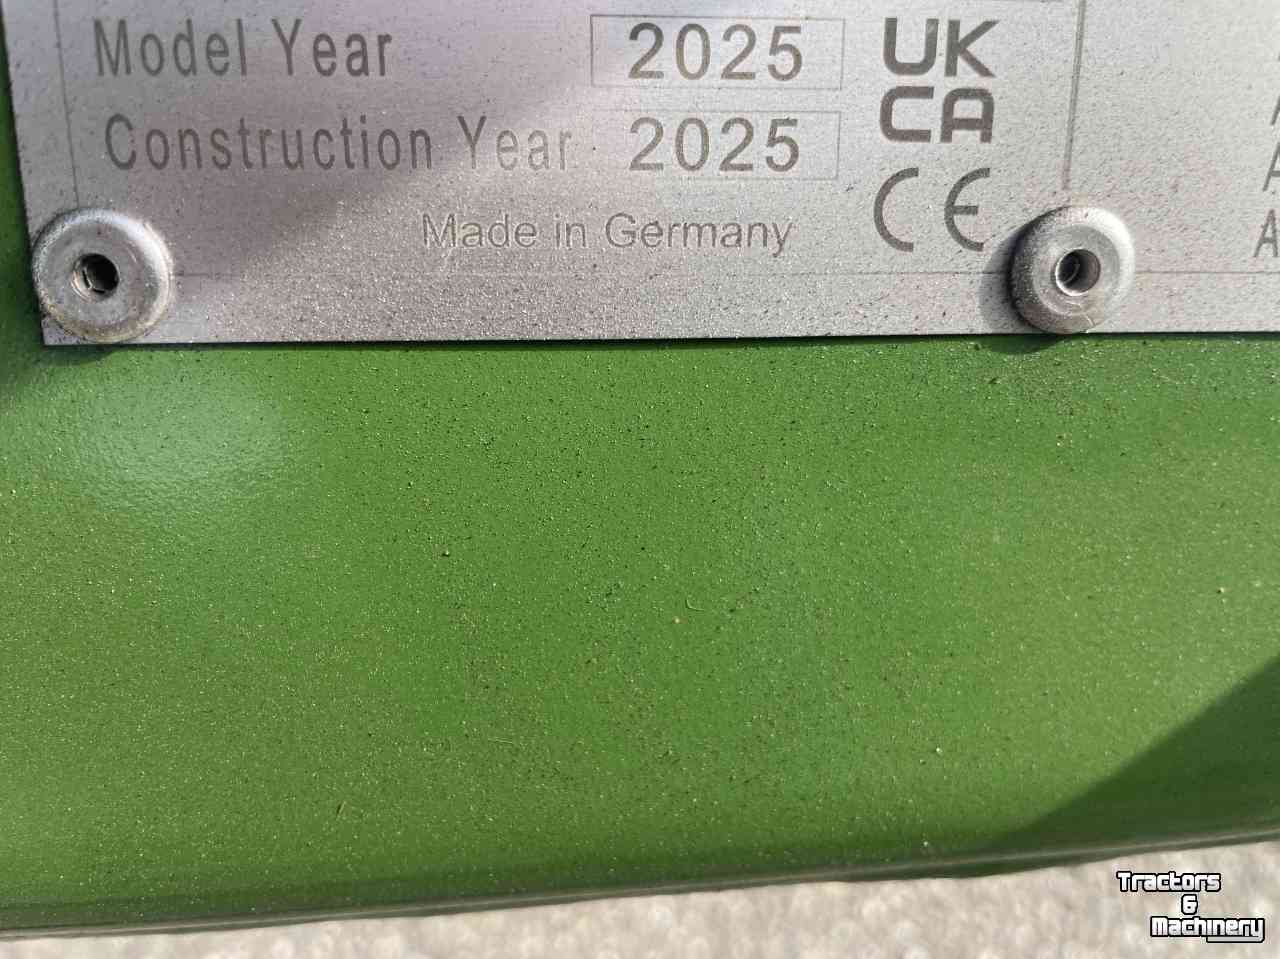 Model Year 2025
Construction Year 2025
Made in Germany
UK
CA
CE
Tractors
&
Machinery